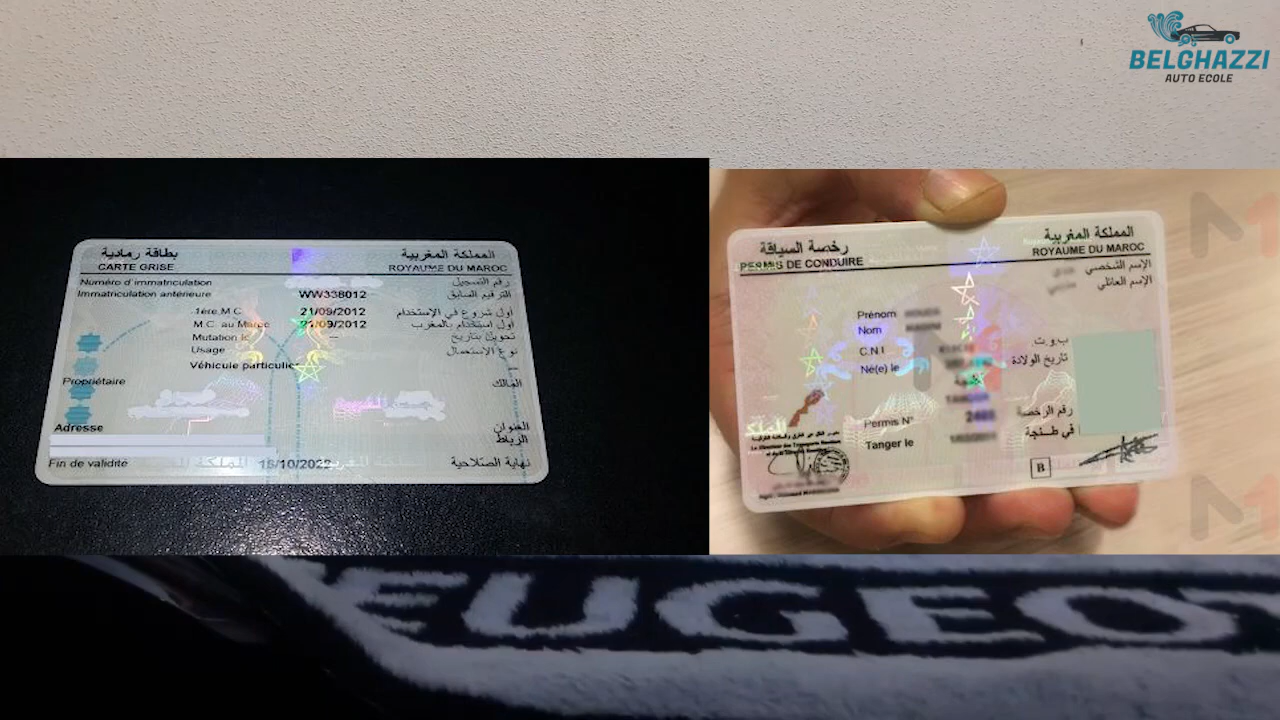 BELGHAZZI
AUTO ECOLE
بطاقة رمادية
المملكة المغربية
CARTE GRISE
ROYAUME DU MAROC
Numéro d'immatriculation
رقم التسجيل
Immatriculation antérieure
WW338012
الترقيم السابق
1ère M.C
21/09/2012
أول شروع في الإستخدام
M.C. au Maroc
21/09/2012
أول استخدام بالمغرب
Mutation le
--
تحويل بتاريخ
Usage
نوع الإستعمال
Véhicule particulier
Propriétaire
المالك
Adresse
العنوان
الرباط
Fin de validité
16/10/2022
نهاية الصلاحية
رخصة السياقة
المملكة المغربية
PERMIS DE CONDUIRE
ROYAUME DU MAROC
الإسم الشخصي
الإسم العائلي
Prénom
Nom
C.N.I
ب.و.ت
Né(e) le
تاريخ الولادة
Permis N°
رقم الرخصة
Tanger le
في طنجة
B
EUGEOT